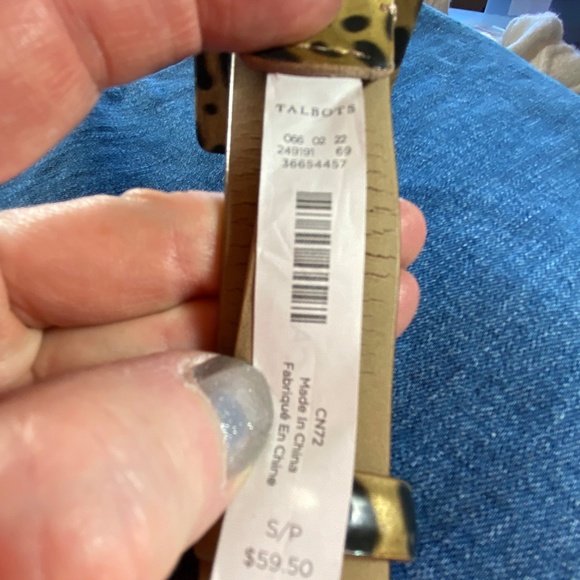 TALBOTS
066 02 22
249191 69
36654457
CN72
Made In China
Fabriqué En Chine
S/P
$59.50